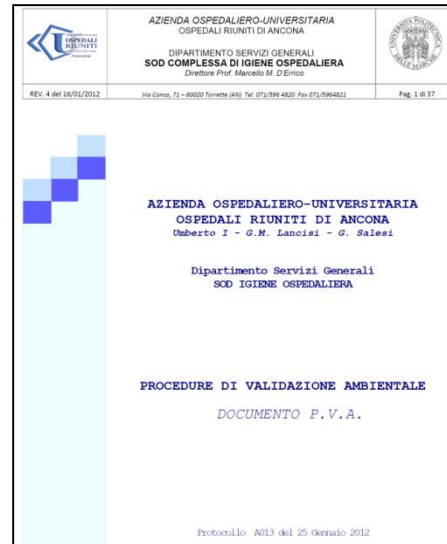 OSPEDALI
RIUNITI
AZIENDA OSPEDALIERO-UNIVERSITARIA
OSPEDALI RIUNITI DI ANCONA
DIPARTIMENTO SERVIZI GENERALI
SOD COMPLESSA DI IGIENE OSPEDALIERA
Direttore Prof. Marcello M. D'Errico
REV. 4 del 16/01/2012
Via Conca, 71 – 60020 Torrette (AN) Tel. 071/596 4820 Fax 071/5964821
Pag. 1 di 37
AZIENDA OSPEDALIERO-UNIVERSITARIA
OSPEDALI RIUNITI DI ANCONA
Umberto I - G.M. Lancisi - G. Salesi
Dipartimento Servizi Generali
SOD IGIENE OSPEDALIERA
PROCEDURE DI VALIDAZIONE AMBIENTALE
DOCUMENTO P.V.A.
Protocollo A013 del 25 Gennaio 2012